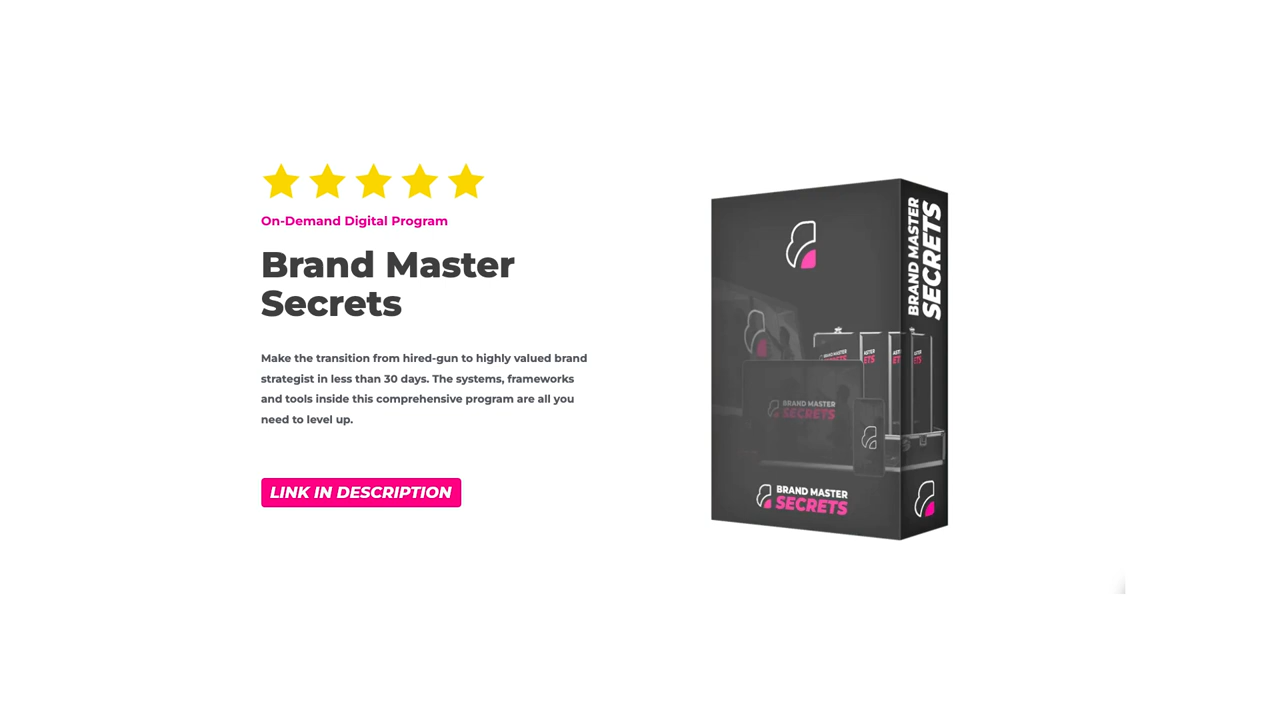 On-Demand Digital Program
Brand Master
Secrets
Make the transition from hired-gun to highly valued brand
strategist in less than 30 days. The systems, frameworks
and tools inside this comprehensive program are all you
need to level up.
LINK IN DESCRIPTION
BRAND MASTER
SECRETS
BRAND MASTER
SECRETS
BRAND MASTER
SECRETS